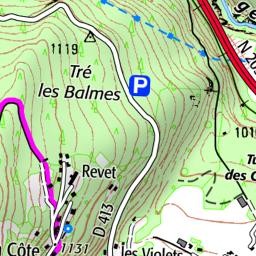 1119
Tré
les Balmes
P
N 20
101
Revet
D 413
des C
Côte
1131
les Violets